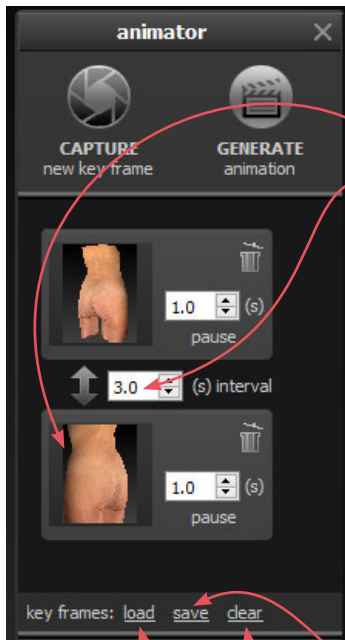 animator
CAPTURE
new key frame
GENERATE
animation
1.0 (s)
pause
3.0 (s) interval
1.0 (s)
pause
key frames: load save clear